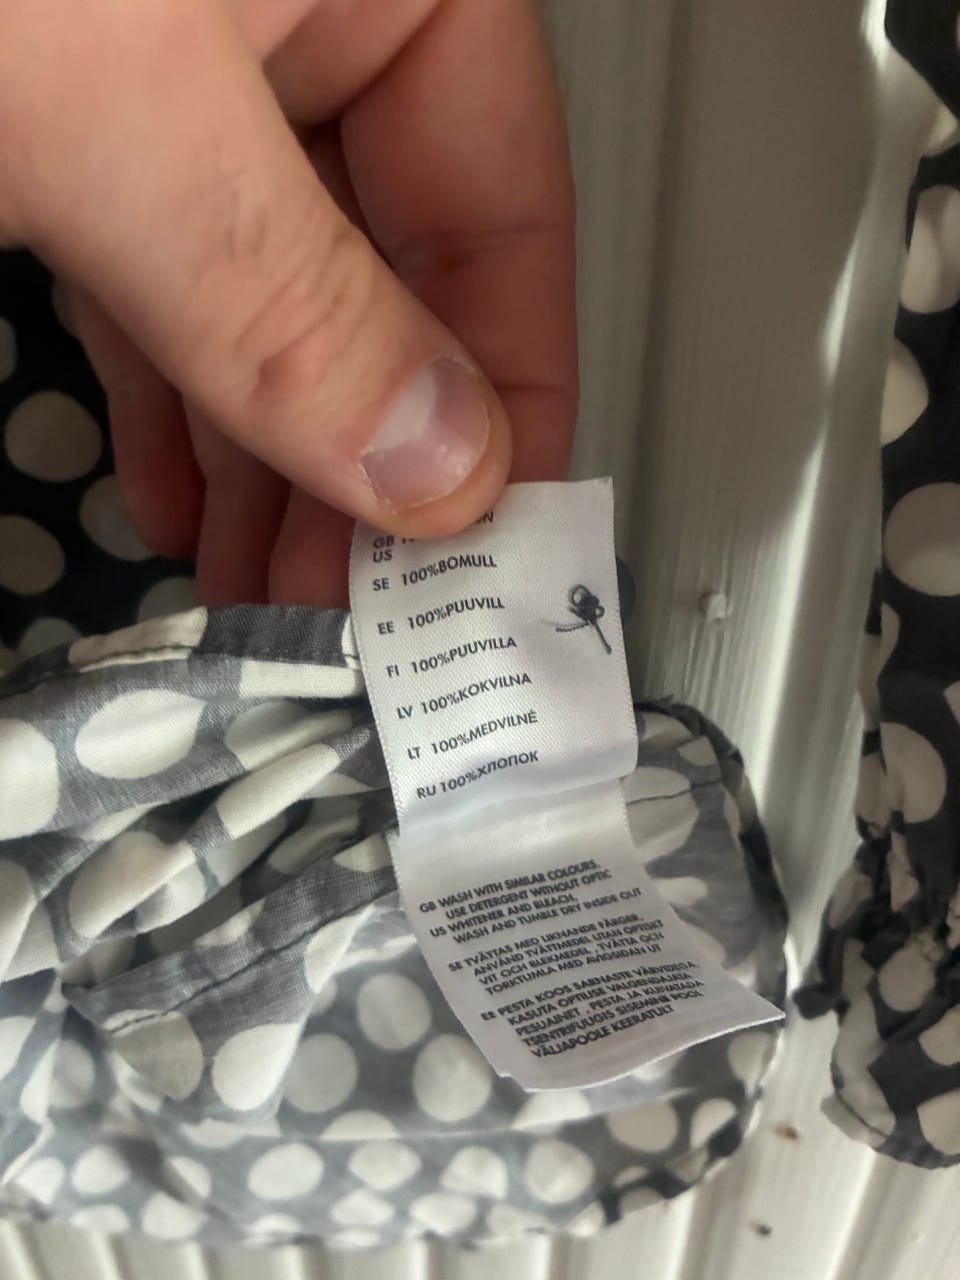 GB
US
SE 100%BOMULL
EE 100%PUUVILL
FI 100%PUUVILLA
LV 100%KOKVILNA
LT 100%MEDVILNĖ
RU 100%ХЛОПОК
GB WASH WITH SIMILAR COLOURS,
USE DETERGENT WITHOUT OPTIC
US WHITENER AND BLEACH,
WASH AND TUMBLE DRY INSIDE OUT
SE TVÄTTAS MED LIKNANDE FÄRGER,
ANVÄND TVÄTTMEDEL UTAN OPTISKT
VIT OCH BLEKMEDEL, TVÄTTA OCH
TORKTUMLA MED AVIGSIDAN UT
EE PESTA KOOS SARNASTE VÄRVIDEGA,
KASUTA OPTILISE VALGENDAJATA
PESUAINET, PESTA JA KUIVATADA
TSENTRIFUUGIS SISEMINE POOL
VÄLJAPOOLE KEERATULT